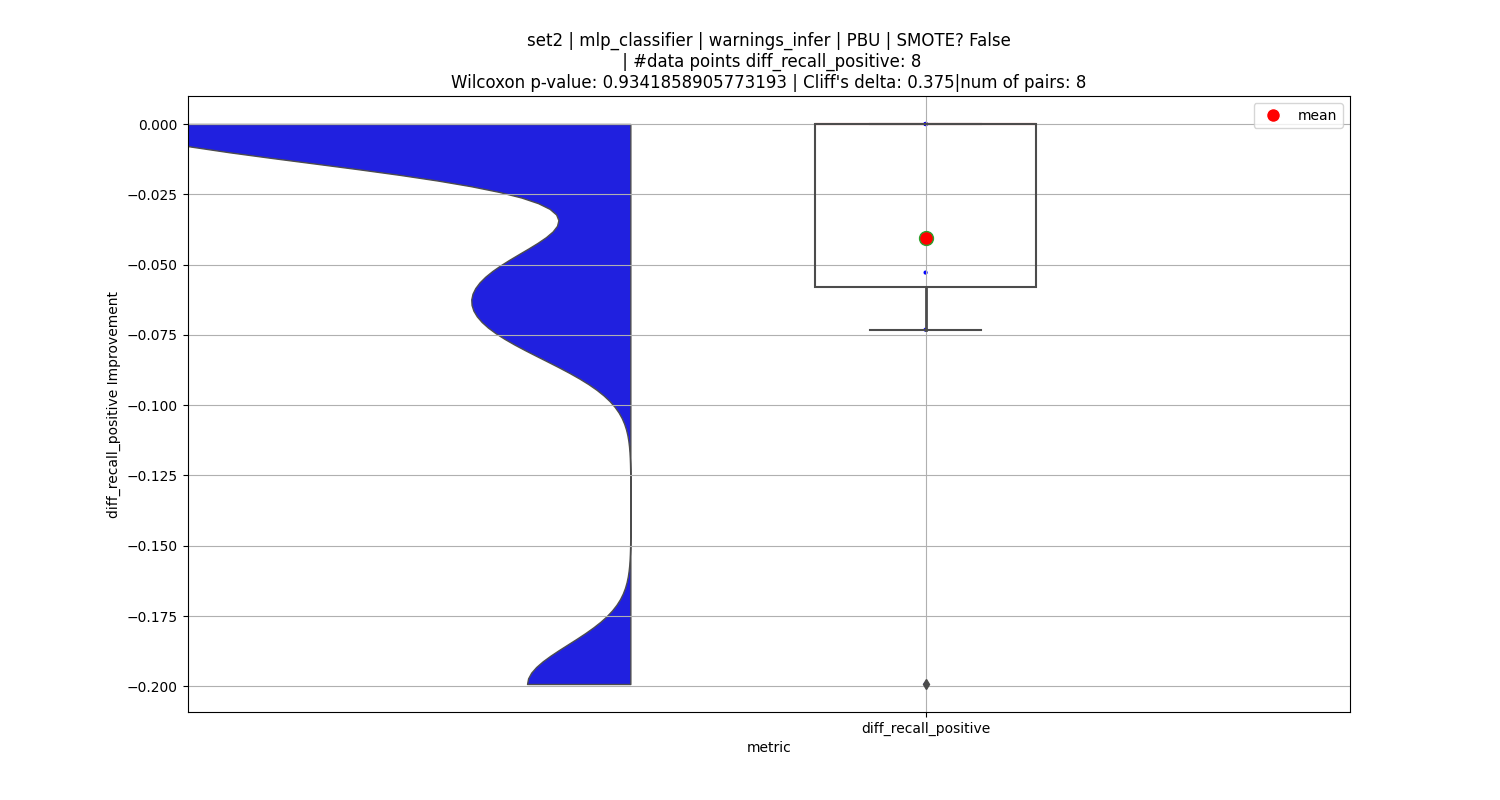 set2 | mlp_classifier | warnings_infer | PBU | SMOTE? False
| #data points diff_recall_positive: 8
Wilcoxon p-value: 0.9341858905773193 | Cliff's delta: 0.375|num of pairs: 8
mean
0.000
−0.025
−0.050
−0.075
−0.100
−0.125
−0.150
−0.175
−0.200
diff_recall_positive Improvement
diff_recall_positive
metric